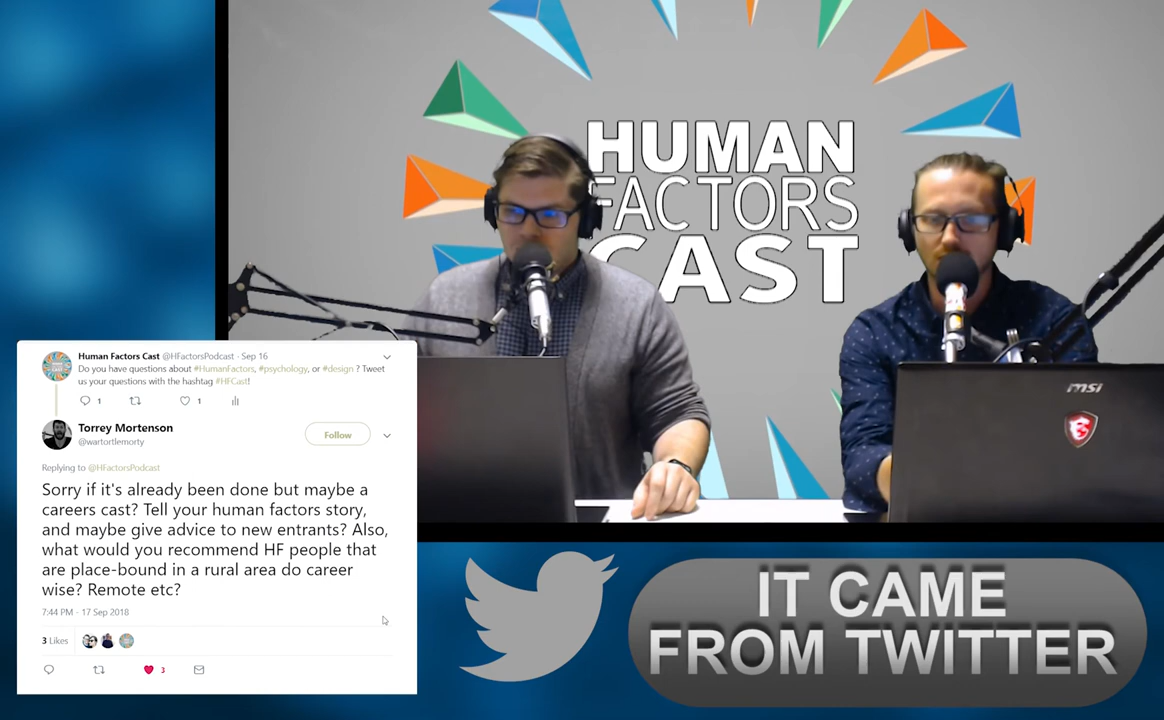 HUMAN
FACTORS
CAST
msi
Human Factors Cast @HFactorsPodcast · Sep 16
Do you have questions about #HumanFactors, #psychology, or #design ? Tweet
us your questions with the hashtag #HFCast!
1 1
Torrey Mortenson
@wartortlemorty
Follow
Replying to @HFactorsPodcast
Sorry if it's already been done but maybe a
careers cast? Tell your human factors story,
and maybe give advice to new entrants? Also,
what would you recommend HF people that
are place-bound in a rural area do career
wise? Remote etc?
7:44 PM - 17 Sep 2018
3 Likes
3
IT CAME
FROM TWITTER